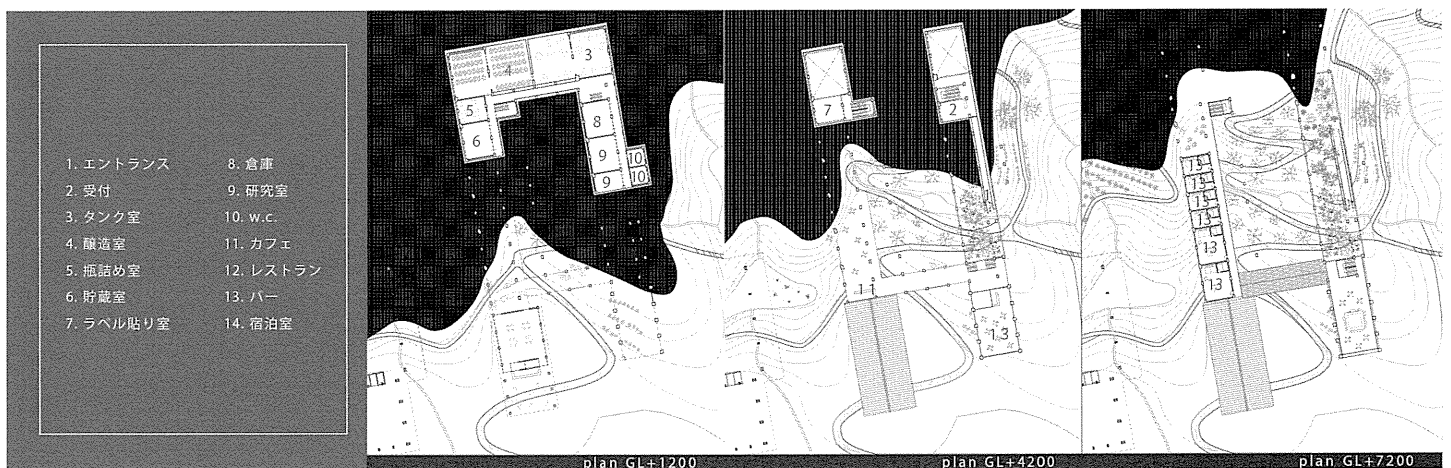 1. エントランス
2. 受付
3. タンク室
4. 醸造室
5. 瓶詰め室
6. 貯蔵室
7. ラベル貼り室
8. 倉庫
9. 研究室
10. w.c.
11. カフェ
12. レストラン
13. バー
14. 宿泊室
3
4
5
6
8
9
9
10
10
plan GL+1200
7
2
11
13
plan GL+4200
13
13
13
13
13
13
plan GL+7200